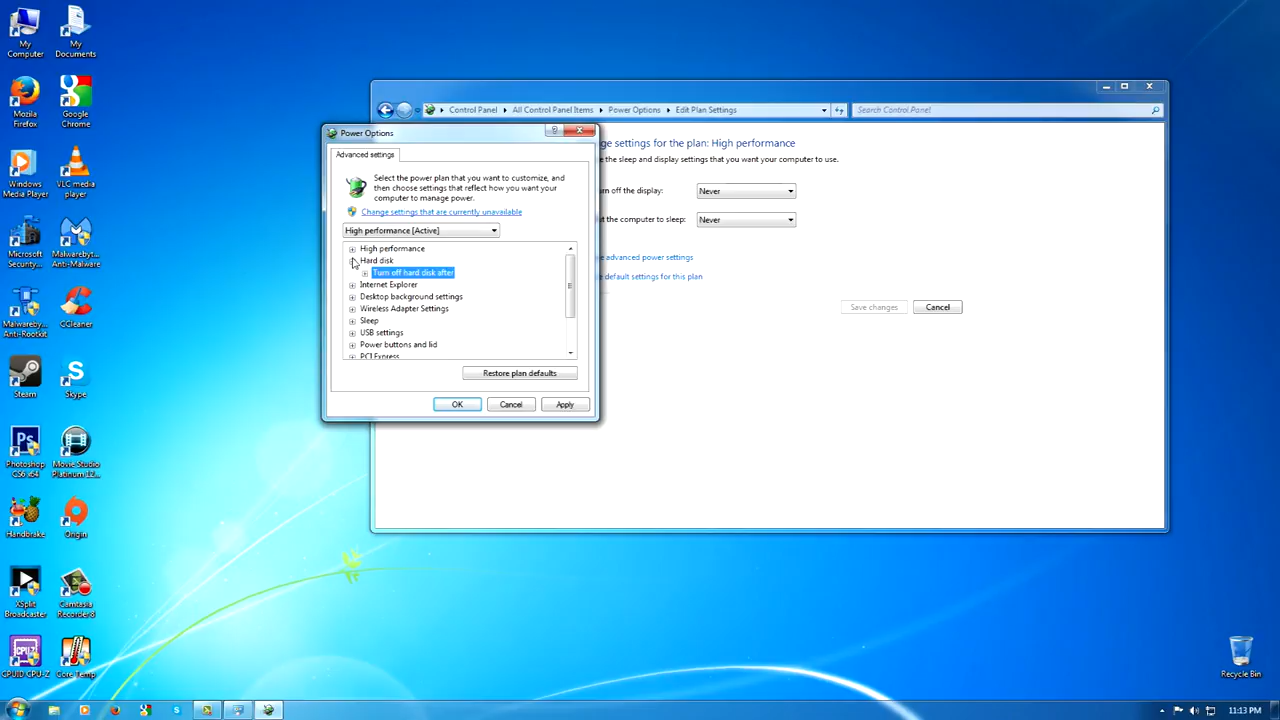 My
Computer
My
Documents
Mozilla
Firefox
Google
Chrome
Windows
Media Player
VLC media
player
Microsoft
Security...
Malwareby...
Anti-Malware
Malwareby...
Anti-Rootkit
CCleaner
Steam
Skype
Photoshop
CS6 x64
Movie Studio
Platinum 12...
Handbrake
Origin
XSplit
Broadcaster
Camtasia
Recorder 8
CPUID CPU-Z
Core Temp
Control Panel
All Control Panel Items
Power Options
Edit Plan Settings
Search Control Panel
Power Options
Advanced settings
Select the power plan that you want to customize, and
then choose settings that reflect how you want your
computer to manage power.
Change settings that are currently unavailable
High performance [Active]
High performance
Hard disk
Turn off hard disk after
Internet Explorer
Desktop background settings
Wireless Adapter Settings
Sleep
USB settings
Power buttons and lid
PCI Express
Restore plan defaults
OK
Cancel
Apply
ge settings for the plan: High performance
e the sleep and display settings that you want your computer to use.
rn off the display:
Never
ut the computer to sleep:
Never
e advanced power settings
e default settings for this plan
Save changes
Cancel
Recycle Bin
11:13 PM